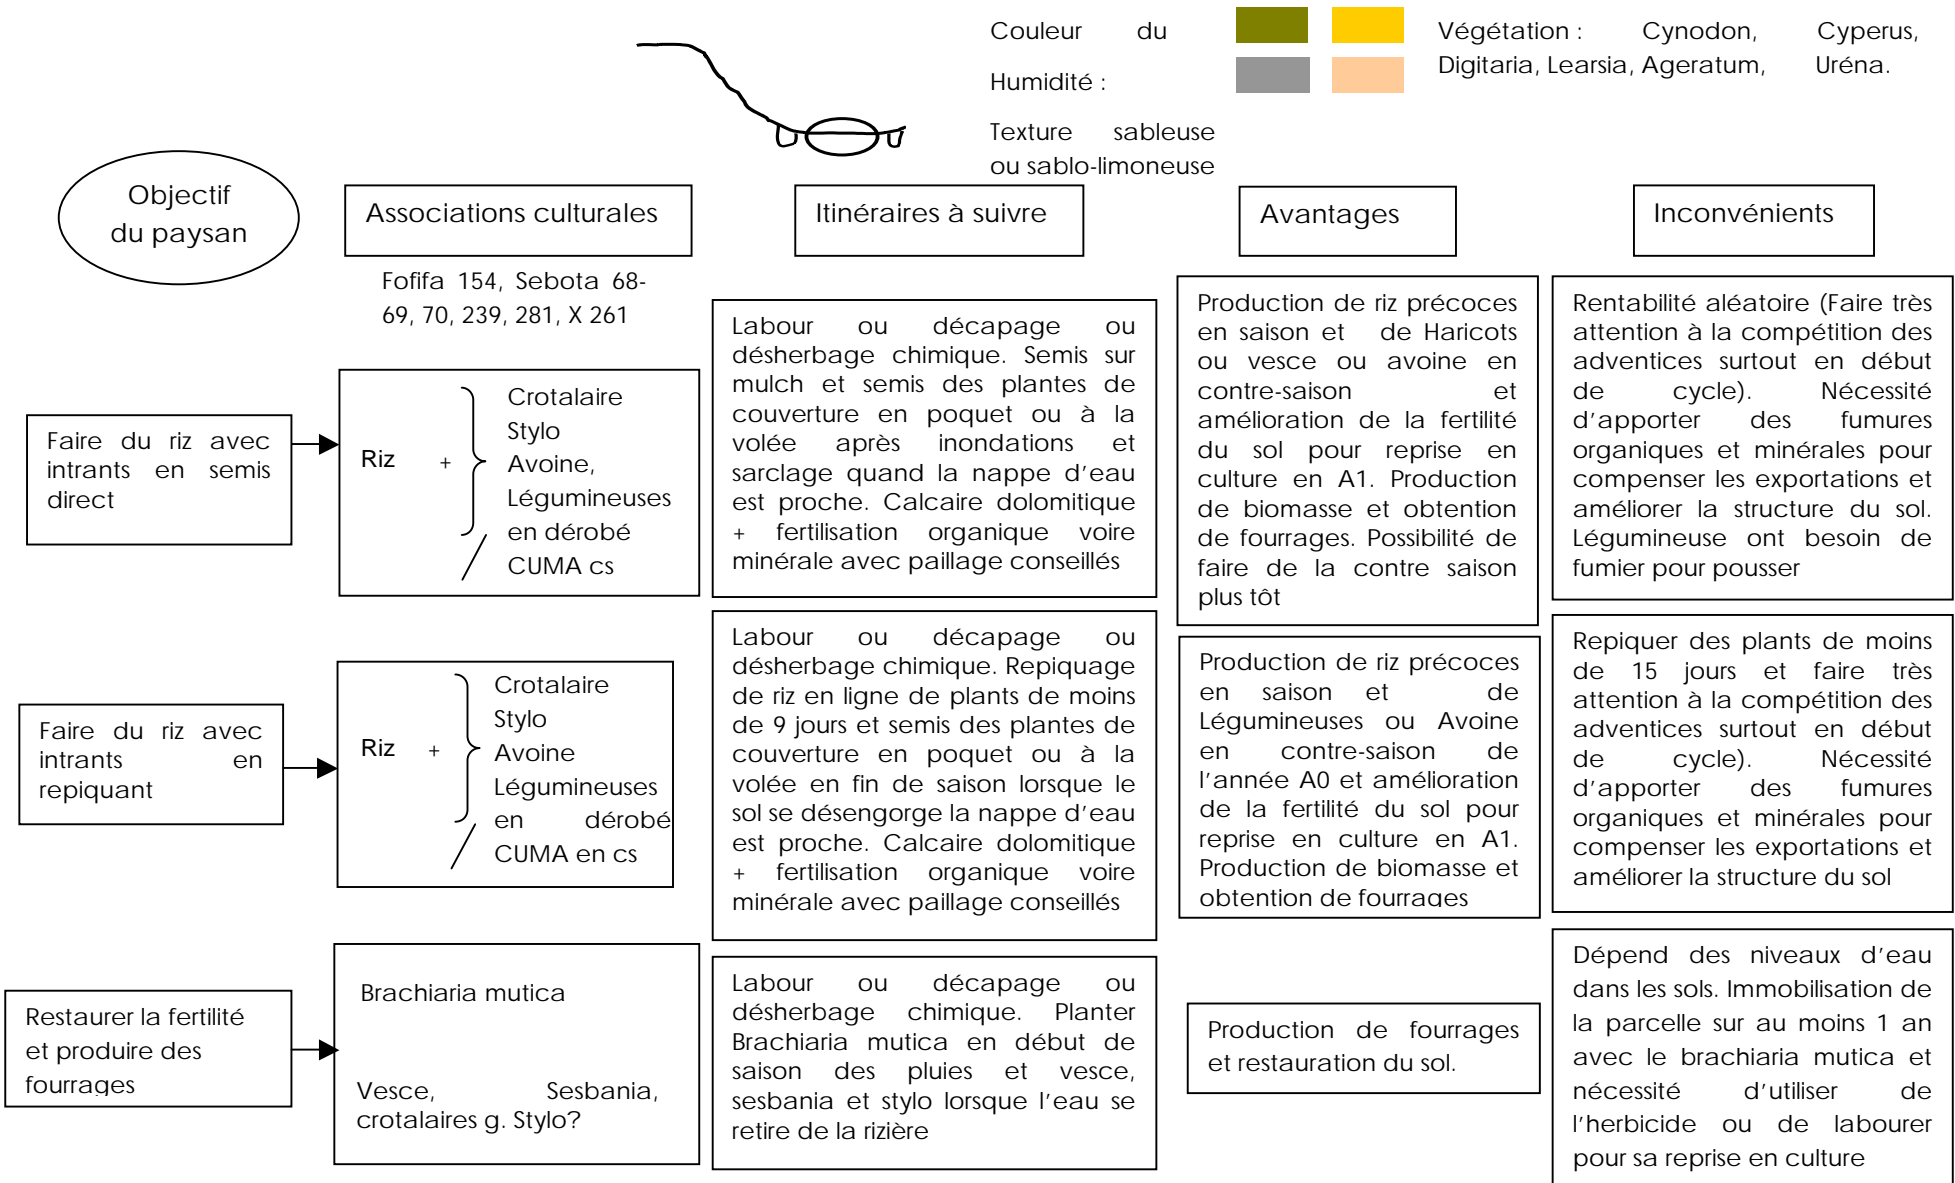 Couleur du
Humidité :
Texture sableuse
ou sablo-limoneuse
Végétation : Cynodon, Cyperus,
Digitaria, Learsia, Ageratum, Uréna.
Objectif
du paysan
Associations culturales
Itinéraires à suivre
Avantages
Inconvénients
Fofifa 154, Sebota 68-
69, 70, 239, 281, X 261
Faire du riz avec
intrants en semis
direct
Riz +
Crotalaire
Stylo
Avoine,
Légumineuses
en dérobé
/ CUMA cs
Labour ou décapage ou
désherbage chimique. Semis sur
mulch et semis des plantes de
couverture en poquet ou à la
volée après inondations et
sarclage quand la nappe d'eau
est proche. Calcaire dolomitique
+ fertilisation organique voire
minérale avec paillage conseillés
Production de riz précoces
en saison et de Haricots
ou vesce ou avoine en
contre-saison et
amélioration de la fertilité
du sol pour reprise en
culture en A1. Production
de biomasse et obtention
de fourrages. Possibilité de
faire de la contre saison
plus tôt
Rentabilité aléatoire (Faire très
attention à la compétition des
adventices surtout en début
de cycle). Nécessité
d'apporter des fumures
organiques et minérales pour
compenser les exportations et
améliorer la structure du sol.
Légumineuse ont besoin de
fumier pour pousser
Faire du riz avec
intrants en
repiquant
Riz +
Crotalaire
Stylo
Avoine
Légumineuses
en dérobé
/ CUMA en cs
Labour ou décapage ou
désherbage chimique. Repiquage
de riz en ligne de plants de moins
de 9 jours et semis des plantes de
couverture en poquet ou à la
volée en fin de saison lorsque le
sol se désengorge la nappe d'eau
est proche. Calcaire dolomitique
+ fertilisation organique voire
minérale avec paillage conseillés
Production de riz précoces
en saison et de
Légumineuses ou Avoine
en contre-saison de
l'année A0 et amélioration
de la fertilité du sol pour
reprise en culture en A1.
Production de biomasse et
obtention de fourrages
Repiquer des plants de moins
de 15 jours et faire très
attention à la compétition des
adventices surtout en début
de cycle). Nécessité
d'apporter des fumures
organiques et minérales pour
compenser les exportations et
améliorer la structure du sol
Restaurer la fertilité
et produire des
fourrages
Brachiaria mutica
Vesce, Sesbania,
crotalaires g. Stylo?
Labour ou décapage ou
désherbage chimique. Planter
Brachiaria mutica en début de
saison des pluies et vesce,
sesbania et stylo lorsque l'eau se
retire de la rizière
Production de fourrages
et restauration du sol.
Dépend des niveaux d'eau
dans les sols. Immobilisation de
la parcelle sur au moins 1 an
avec le brachiaria mutica et
nécessité d'utiliser de
l'herbicide ou de labourer
pour sa reprise en culture